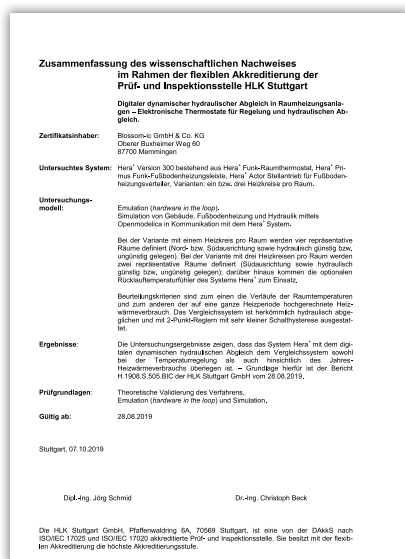 Zusammenfassung des wissenschaftlichen Nachweises
im Rahmen der flexiblen Akkreditierung der
Prüf- und Inspektionsstelle HLK Stuttgart
Digitaler dynamischer hydraulischer Abgleich in Raumheizungsanla-
gen – Elektronische Thermostate für Regelung und hydraulischen Ab-
gleich.
Zertifikatsinhaber: Blossom-ic GmbH & Co. KG
Oberer Buxheimer Weg 60
87700 Memmingen
Untersuchtes System: Hera+ Version 300 bestehend aus Hera+ Funk-Raumthermostat, Hera+ Pri-
mus Funk-Fußbodenheizungsleiste, Hera+ Actor Stellantrieb für Fußboden-
heizungsverteiler, Varianten: ein bzw. drei Heizkreise pro Raum.
Untersuchungs-
modell: Emulation (hardware in the loop).
Simulation von Gebäude, Fußbodenheizung und Hydraulik mittels
Openmodelica in Kommunikation mit dem Hera+ System.
Bei der Variante mit einem Heizkreis pro Raum werden vier repräsentative
Räume definiert (Nord- bzw. Südausrichtung sowie hydraulisch günstig bzw.
ungünstig gelegen). Bei der Variante mit drei Heizkreisen pro Raum werden
zwei repräsentative Räume definiert (Südausrichtung sowie hydraulisch
günstig bzw. ungünstig gelegen); darüber hinaus kommen die optionalen
Rücklauftemperaturfühler des Systems Hera+ zum Einsatz.
Beurteilungskriterien sind zum einen die Verläufe der Raumtemperaturen
und zum anderen der auf eine ganze Heizperiode hochgerechnete Heiz-
wärmeverbrauch. Das Vergleichssystem ist herkömmlich hydraulisch abge-
glichen und mit 2-Punkt-Reglern mit sehr kleiner Schalthysterese ausgestat-
tet.
Ergebnisse: Die Untersuchungsergebnisse zeigen, dass das System Hera+ mit dem digi-
talen dynamischen hydraulischen Abgleich dem Vergleichssystem sowohl
bei der Temperaturregelung als auch hinsichtlich des Jahres-
Heizwärmeverbrauchs überlegen ist. – Grundlage hierfür ist der Bericht
H.1908.S.505.BIC der HLK Stuttgart GmbH vom 28.08.2019.
Prüfgrundlagen: Theoretische Validierung des Verfahrens,
Emulation (hardware in the loop) und Simulation.
Gültig ab: 28.08.2019
Stuttgart, 07.10.2019
Dipl.-Ing. Jörg Schmid Dr.-Ing. Christoph Beck
Die HLK Stuttgart GmbH, Pfaffenwaldring 6A, 70569 Stuttgart, ist eine von der DAkkS nach
ISO/IEC 17025 und ISO/IEC 17020 akkreditierte Prüf- und Inspektionsstelle. Sie besitzt mit der flexib-
len Akkreditierung die höchste Akkreditierungsstufe.